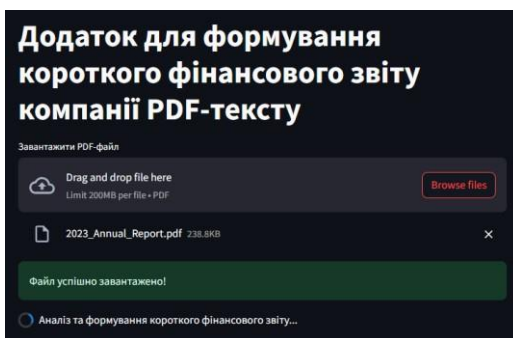 Додаток для формування
короткого фінансового звіту
компанії PDF-тексту
Завантажити PDF-файл
Drag and drop file here
Limit 200MB per file • PDF
Browse files
2023_Annual_Report.pdf 238.8KB
Файл успішно завантажено!
Аналіз та формування короткого фінансового звіту...